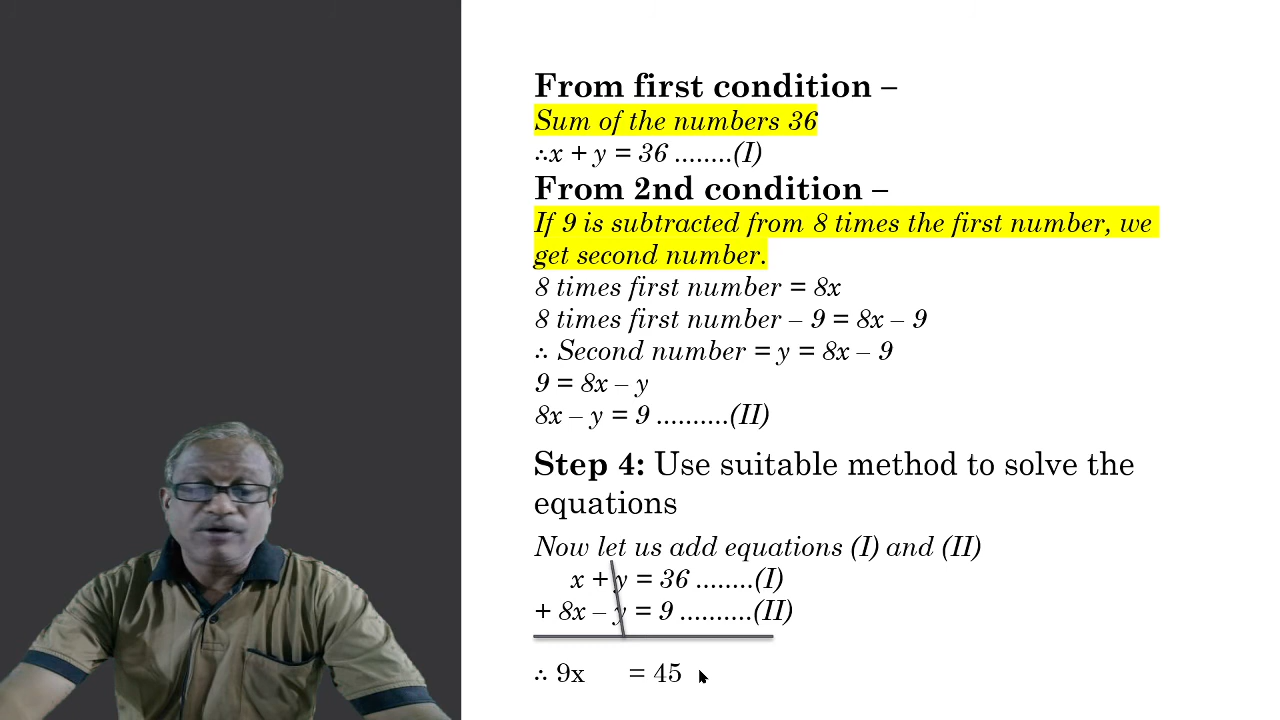 From first condition –
Sum of the numbers 36
∴x + y = 36 ........(I)
From 2nd condition –
If 9 is subtracted from 8 times the first number, we
get second number.
8 times first number = 8x
8 times first number – 9 = 8x – 9
∴ Second number = y = 8x – 9
9 = 8x – y
8x – y = 9 ..........(II)
Step 4: Use suitable method to solve the
equations
Now let us add equations (I) and (II)
x + y = 36 ........(I)
+ 8x – y = 9 ..........(II)
∴ 9x = 45